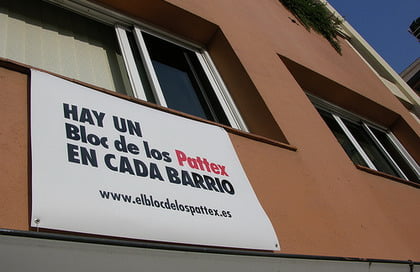 HAY UN
Bloc de los Pattex
EN CADA BARRIO
www.elblocdelospattex.es